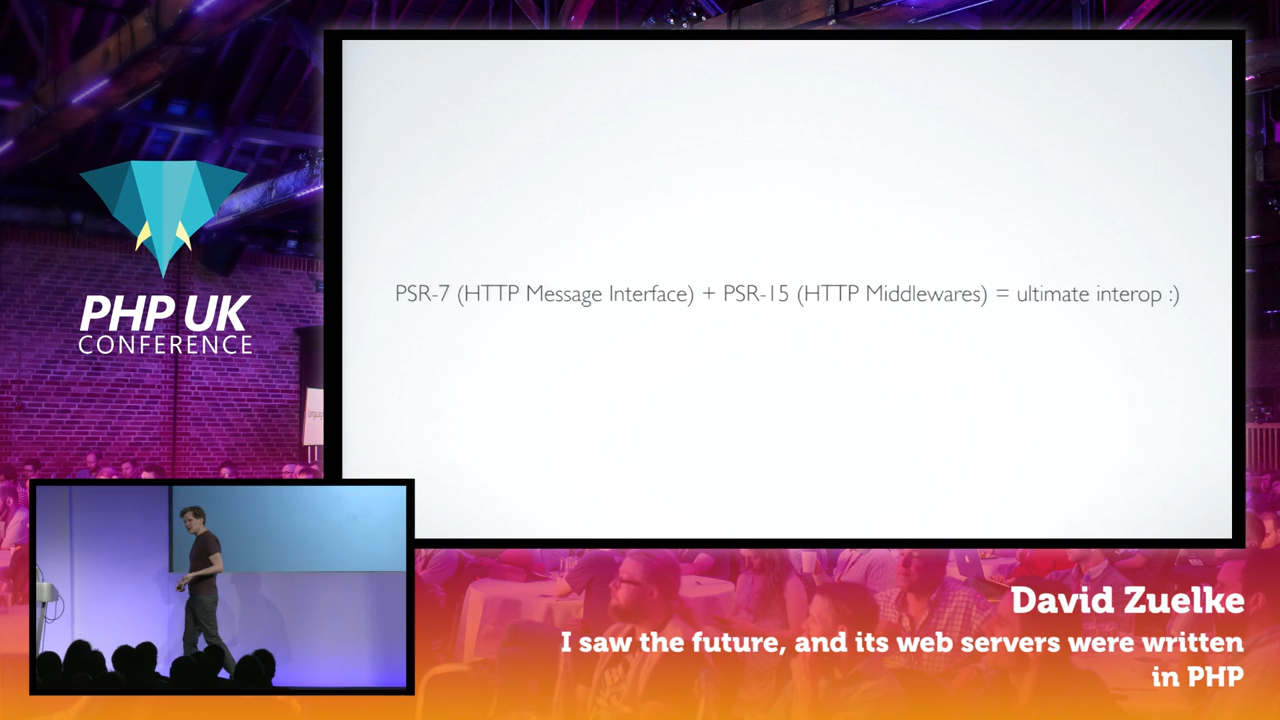 PSR-7 (HTTP Message Interface) + PSR-15 (HTTP Middlewares) = ultimate interop :)
PHP UK
CONFERENCE
David Zuelke
I saw the future, and its web servers were written
in PHP